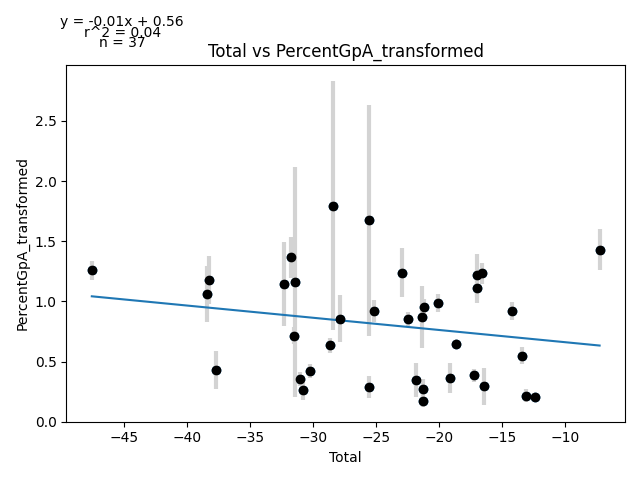 y = -0.01x + 0.56
r^2 = 0.04
n = 37
Total vs PercentGpA_transformed
PercentGpA_transformed
2.5
2.0
1.5
1.0
0.5
0.0
−45
−40
−35
−30
−25
−20
−15
−10
Total